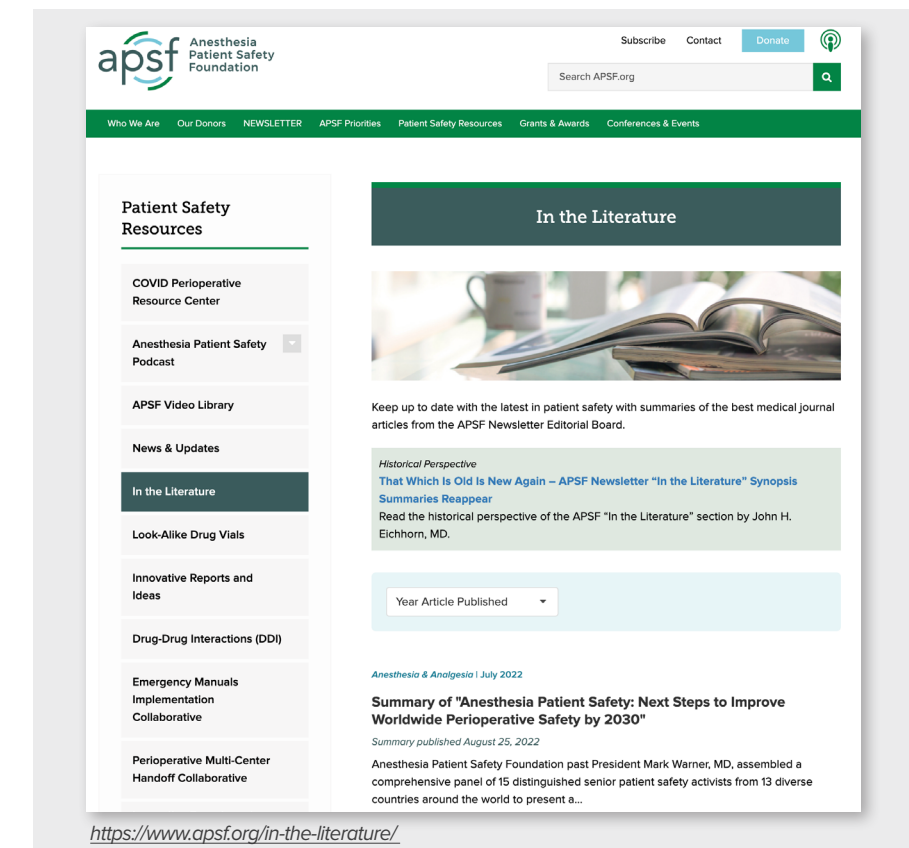 apsf Anesthesia
Patient Safety
Foundation
Subscribe Contact Donate
Search APSF.org
Who We Are Our Donors NEWSLETTER APSF Priorities Patient Safety Resources Grants & Awards Conferences & Events
Patient Safety
Resources
COVID Perioperative
Resource Center
Anesthesia Patient Safety
Podcast
APSF Video Library
News & Updates
In the Literature
Look-Alike Drug Vials
Innovative Reports and
Ideas
Drug-Drug Interactions (DDI)
Emergency Manuals
Implementation
Collaborative
Perioperative Multi-Center
Handoff Collaborative
In the Literature
Keep up to date with the latest in patient safety with summaries of the best medical journal
articles from the APSF Newsletter Editorial Board.
Historical Perspective
That Which Is Old Is New Again – APSF Newsletter “In the Literature” Synopsis
Summaries Reappear
Read the historical perspective of the APSF “In the Literature” section by John H.
Eichhorn, MD.
Year Article Published
Anesthesia & Analgesia | July 2022
Summary of "Anesthesia Patient Safety: Next Steps to Improve
Worldwide Perioperative Safety by 2030"
Summary published August 25, 2022
Anesthesia Patient Safety Foundation past President Mark Warner, MD, assembled a
comprehensive panel of 15 distinguished senior patient safety activists from 13 diverse
countries around the world to present a...
https://www.apsf.org/in-the-literature/